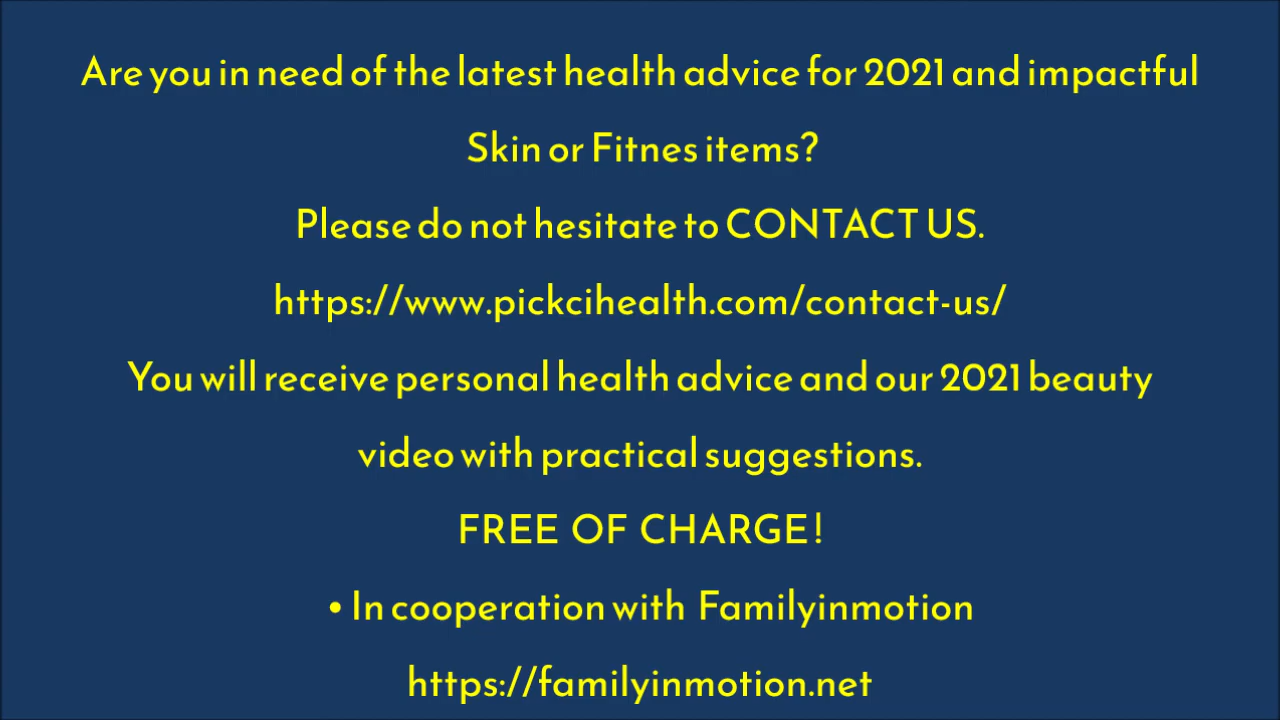 Are you in need of the latest health advice for 2021 and impactful
Skin or Fitnes items?
Please do not hesitate to CONTACT US.
https://www.pickcihealth.com/contact-us/
You will receive personal health advice and our 2021 beauty
video with practical suggestions.
FREE OF CHARGE!
• In cooperation with Familyinmotion
https://familyinmotion.net